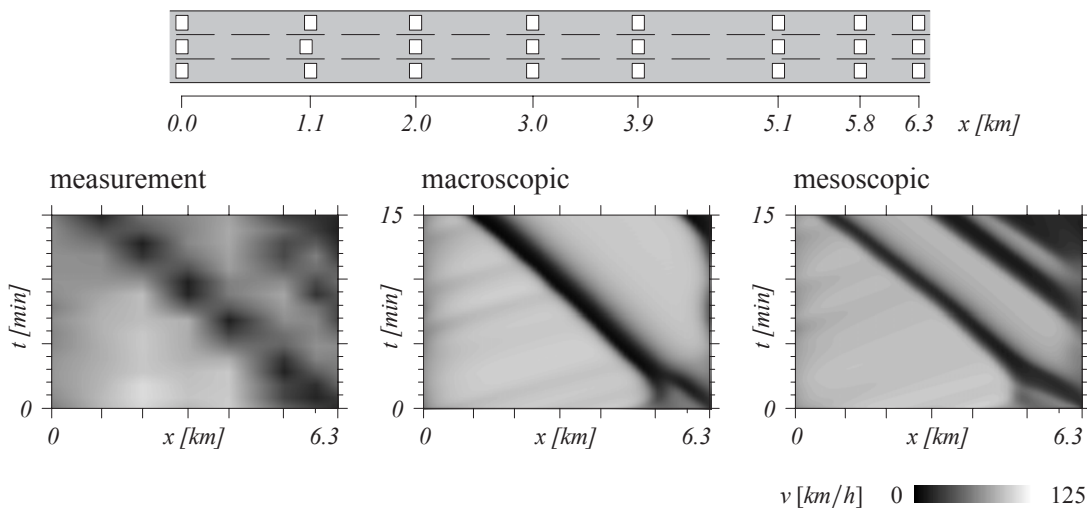 0.0 1.1 2.0 3.0 3.9 5.1 5.8 6.3 x [km]
measurement macroscopic mesoscopic
15 15 15
t [min] t [min] t [min]
0 0 0
0 x [km] 6.3 0 x [km] 6.3 0 x [km] 6.3
v [km/h] 0 125